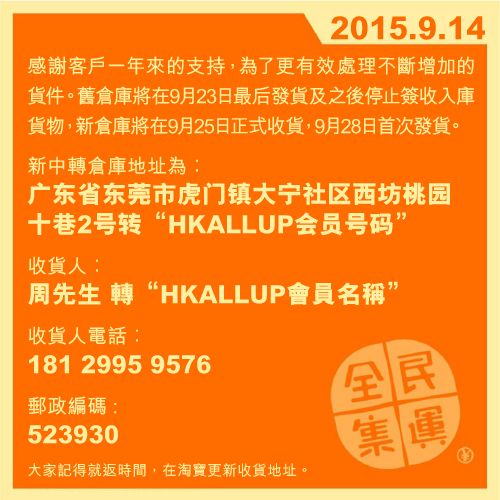 2015.9.14
感謝客戶一年來的支持，為了更有效處理不斷增加的
貨件。舊倉庫將在9月23日最后發貨及之後停止簽收入庫
貨物，新倉庫將在9月25日正式收貨，9月28日首次發貨。
新中轉倉庫地址為：
广东省东莞市虎门镇大宁社区西坊桃园
十巷2号转“HKALLUP会员号码”
收貨人：
周先生 轉“HKALLUP會員名稱”
收貨人電話：
181 2995 9576
郵政編碼：
523930
大家記得就返時間，在淘寶更新收貨地址。
全民
集運
¥